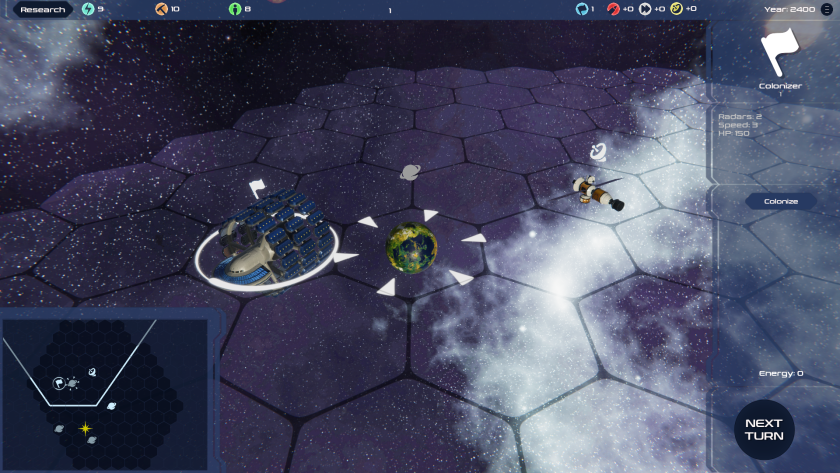 Research
9
10
8
1
1
+0
+0
+0
Year: 2400
Colonizer
1
Radars: 2
Speed: 3
HP: 150
Colonize
Energy: 0
NEXT
TURN